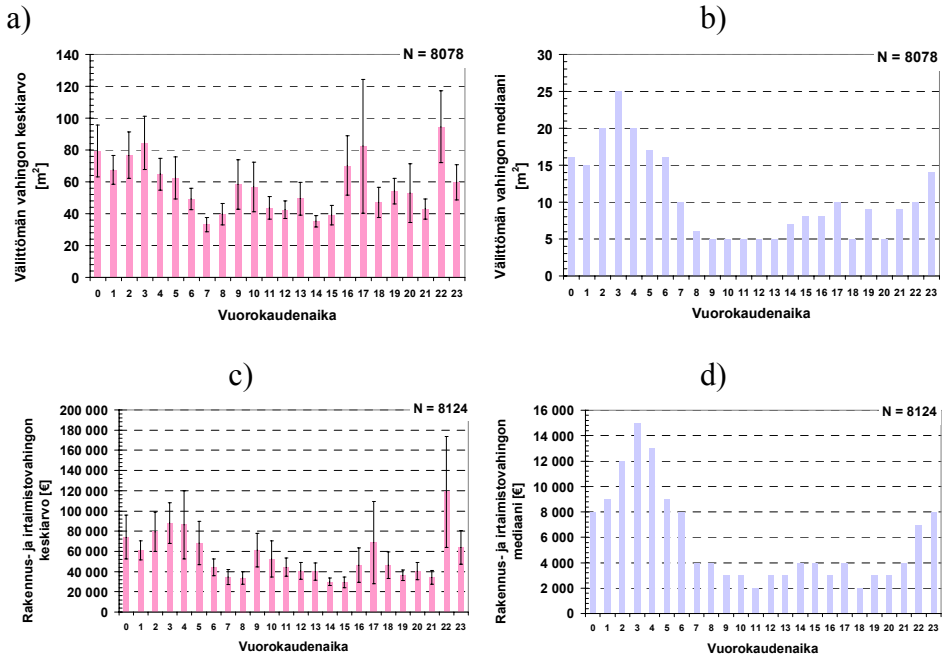 a)
N = 8078
Välittömän vahingon keskiarvo
[m²]
140
120
100
80
60
40
20
0
0 1 2 3 4 5 6 7 8 9 10 11 12 13 14 15 16 17 18 19 20 21 22 23
Vuorokaudenaika
b)
N = 8078
Välittömän vahingon mediaani
[m²]
30
25
20
15
10
5
0
0 1 2 3 4 5 6 7 8 9 10 11 12 13 14 15 16 17 18 19 20 21 22 23
Vuorokaudenaika
c)
N = 8124
Rakennus- ja irtaimistovahingon
keskiarvo [€]
200 000
180 000
160 000
140 000
120 000
100 000
80 000
60 000
40 000
20 000
0
0 1 2 3 4 5 6 7 8 9 10 11 12 13 14 15 16 17 18 19 20 21 22 23
Vuorokaudenaika
d)
N = 8124
Rakennus- ja irtaimistovahingon
mediaani [€]
16 000
14 000
12 000
10 000
8 000
6 000
4 000
2 000
0
0 1 2 3 4 5 6 7 8 9 10 11 12 13 14 15 16 17 18 19 20 21 22 23
Vuorokaudenaika